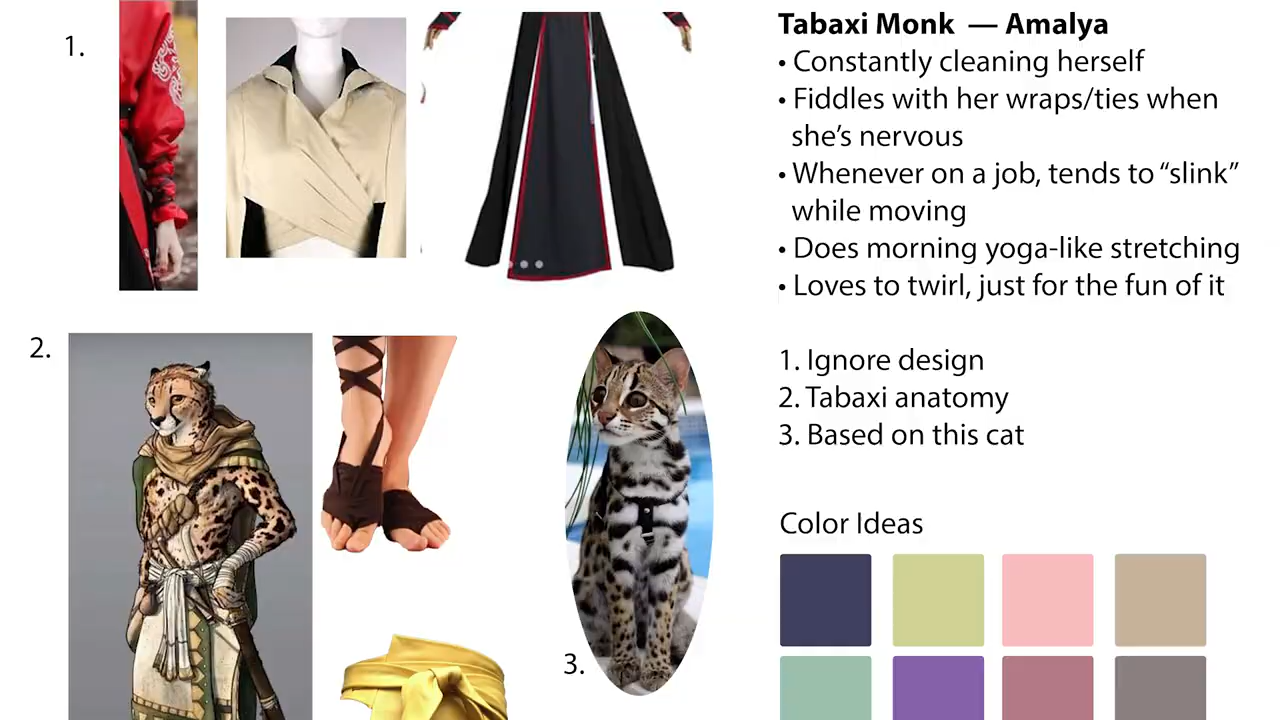 1.
2.
3.
Tabaxi Monk — Amalya
• Constantly cleaning herself
• Fiddles with her wraps/ties when
she's nervous
• Whenever on a job, tends to “slink”
while moving
• Does morning yoga-like stretching
• Loves to twirl, just for the fun of it
1. Ignore design
2. Tabaxi anatomy
3. Based on this cat
Color Ideas